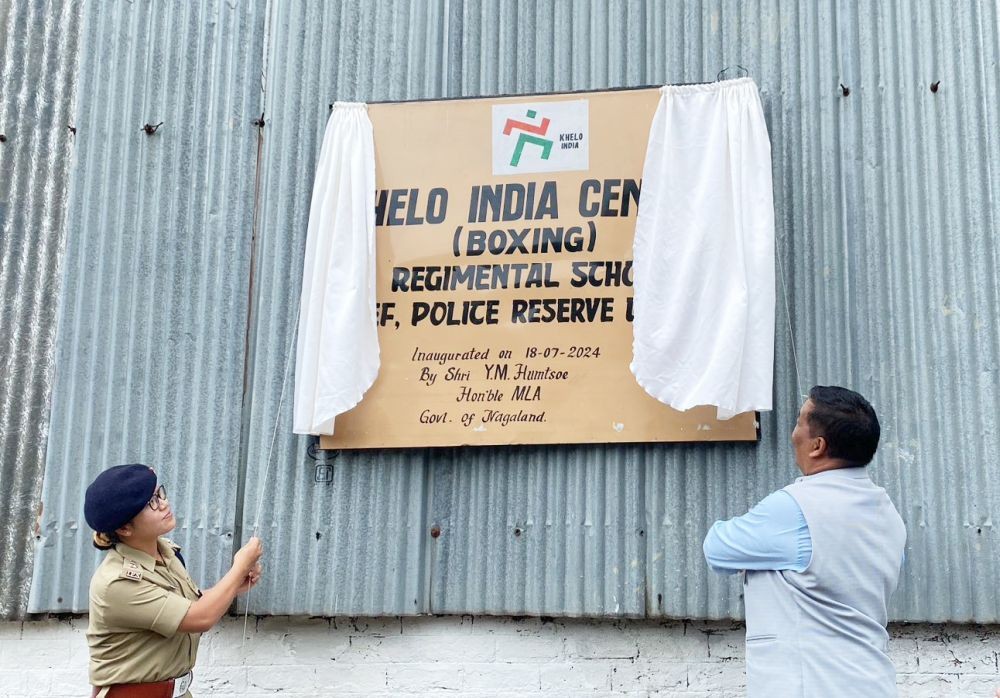 KHELO
INDIA
HELO INDIA CEN
(BOXING)
REGIMENTAL SCHO
EF, POLICE RESERVE
Inaugurated on 18-07-2024
By Shri Y.M. Humtsoe
Hon'ble MLA
Govt. of Nagaland.